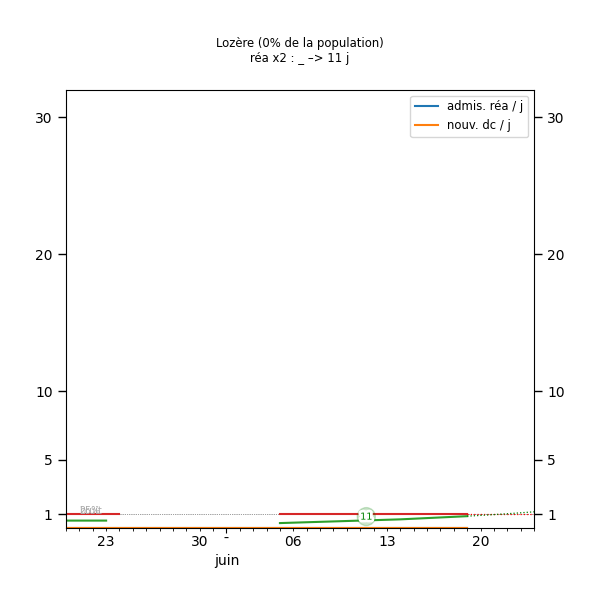 Lozère (0% de la population)
réa x2 : _ –> 11 j
admis. réa / j
nouv. dc / j
30 30
20 20
10 10
5 5
11
1 1
23 30 - 06 13 20
juin